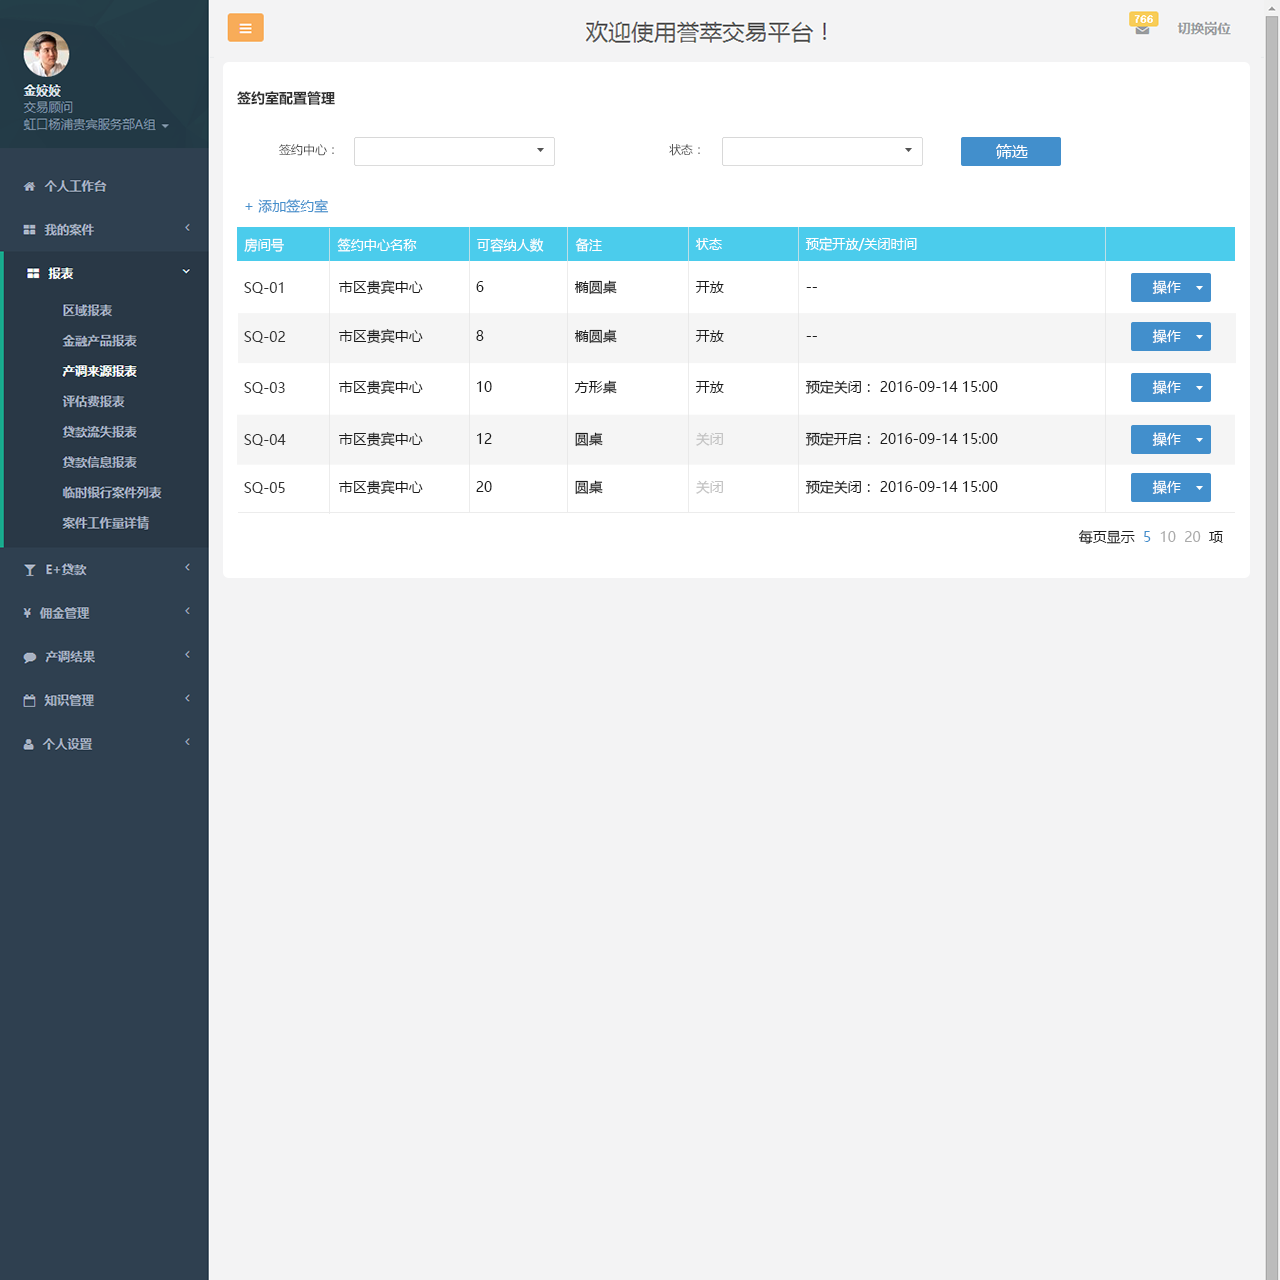 欢迎使用誉萃交易平台！
766
切换岗位
金姣姣
交易顾问
虹口杨浦贵宾服务部A组
个人工作台
我的案件
报表
区域报表
金融产品报表
产调来源报表
评估费报表
贷款流失报表
贷款信息报表
临时银行案件列表
案件工作量详情
E+贷款
¥ 佣金管理
产调结果
知识管理
个人设置
签约室配置管理
签约中心： 状态： 筛选
+ 添加签约室
房间号 签约中心名称 可容纳人数 备注 状态 预定开放/关闭时间
SQ-01 市区贵宾中心 6 椭圆桌 开放 -- 操作
SQ-02 市区贵宾中心 8 椭圆桌 开放 -- 操作
SQ-03 市区贵宾中心 10 方形桌 开放 预定关闭： 2016-09-14 15:00 操作
SQ-04 市区贵宾中心 12 圆桌 关闭 预定开启： 2016-09-14 15:00 操作
SQ-05 市区贵宾中心 20 圆桌 关闭 预定关闭： 2016-09-14 15:00 操作
每页显示 5 10 20 项